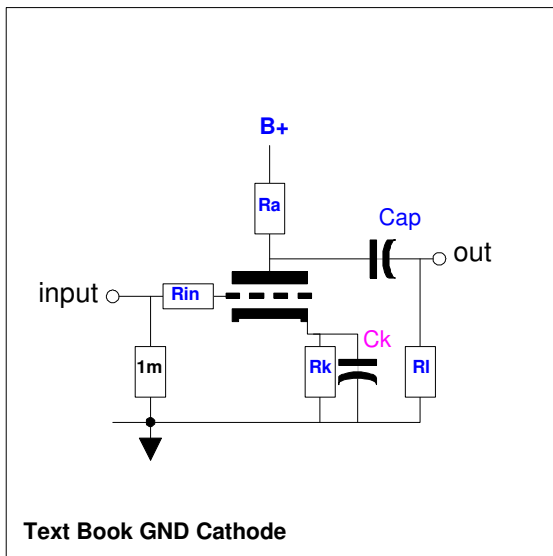 B+
Ra
Cap
out
input
Rin
Ck
1m
Rk
Rl
Text Book GND Cathode